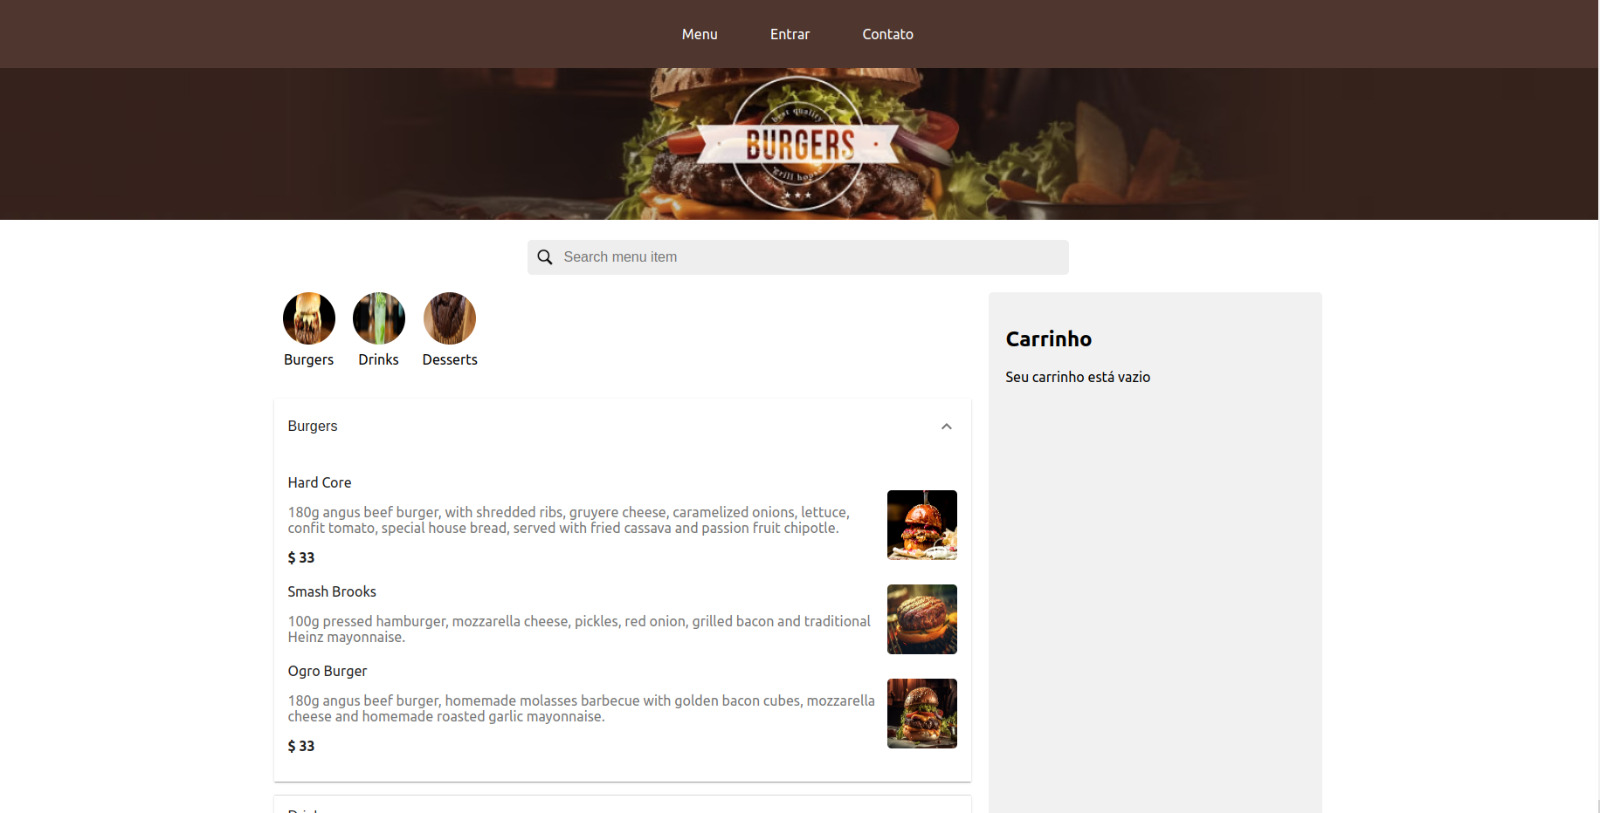 Menu
Entrar
Contato
best quality
BURGERS
Search menu item
Burgers
Drinks
Desserts
Carrinho
Seu carrinho está vazio
Burgers
Hard Core
180g angus beef burger, with shredded ribs, gruyere cheese, caramelized onions, lettuce,
confit tomato, special house bread, served with fried cassava and passion fruit chipotle.
$ 33
Smash Brooks
100g pressed hamburger, mozzarella cheese, pickles, red onion, grilled bacon and traditional
Heinz mayonnaise.
Ogro Burger
180g angus beef burger, homemade molasses barbecue with golden bacon cubes, mozzarella
cheese and homemade roasted garlic mayonnaise.
$ 33